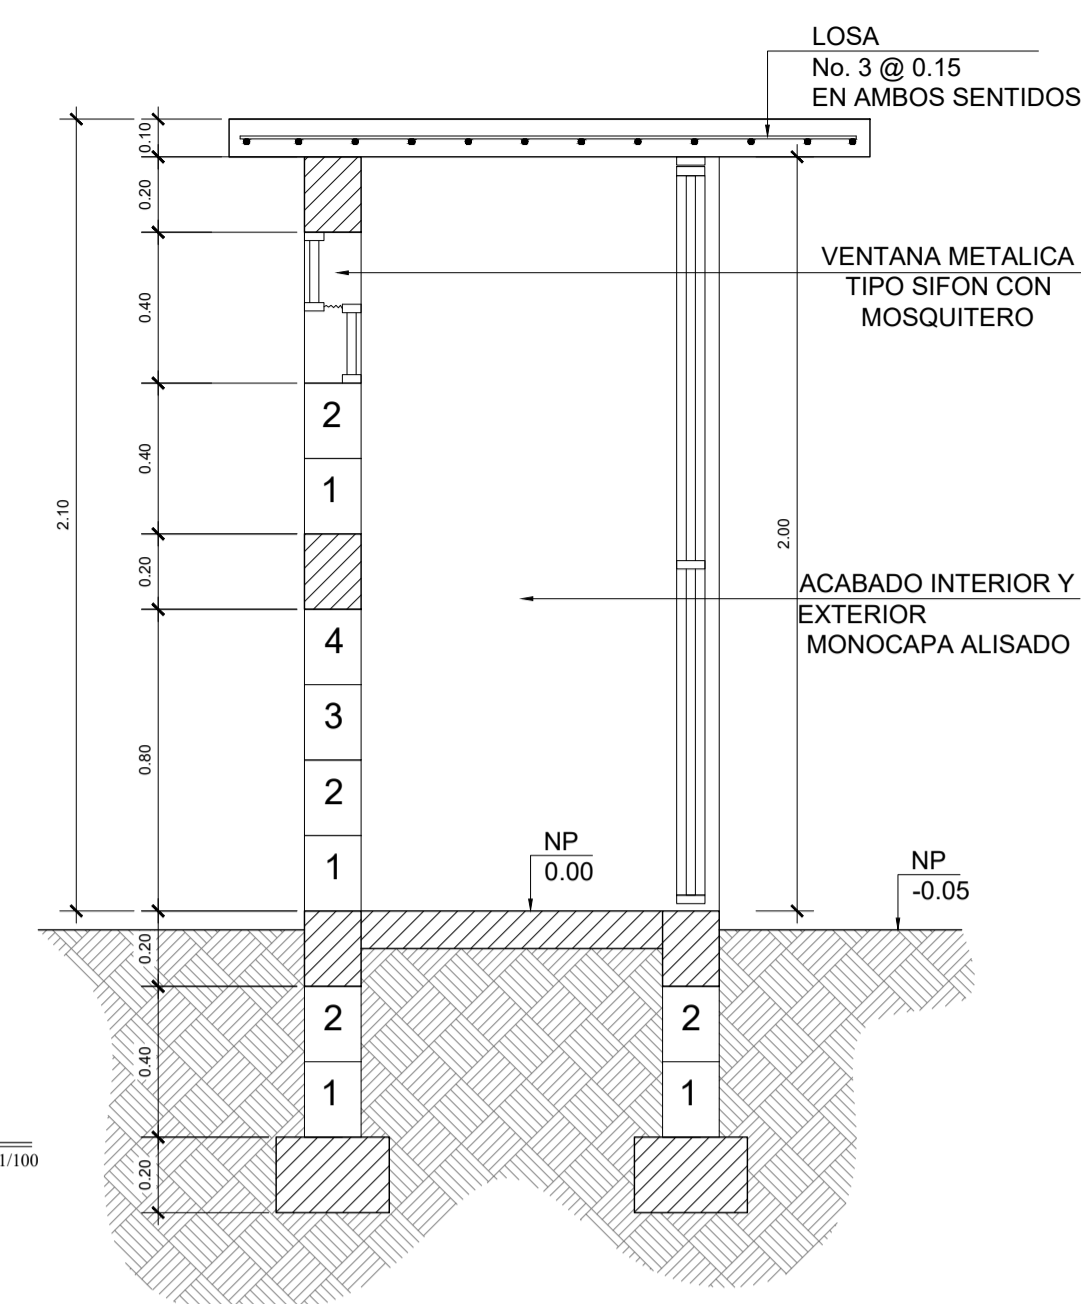 LOSA
No. 3 @ 0.15
EN AMBOS SENTIDOS
0.10
0.20
VENTANA METALICA
TIPO SIFON CON
MOSQUITERO
0.40
2
0.40
1
2.10
2.00
0.20
ACABADO INTERIOR Y
EXTERIOR
MONOCAPA ALISADO
4
3
0.80
2
1
NP
0.00
NP
-0.05
0.20
2
2
0.40
1
1
1/100
0.20